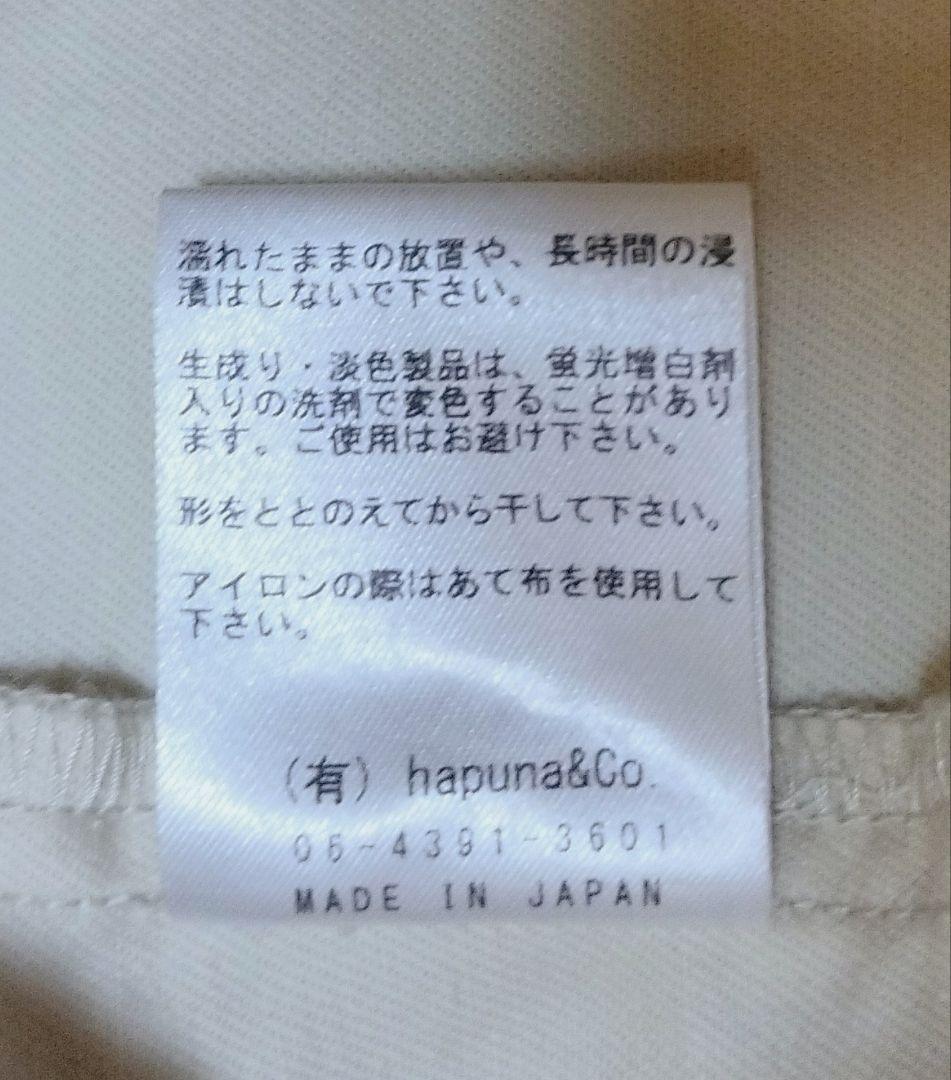 濡れたままの放置や、長時間の浸
漬はしないで下さい。
生成り・淡色製品は、蛍光増白剤
入りの洗剤で変色することがあり
ます。ご使用はお避け下さい。
形をととのえてから干して下さい。
アイロンの際はあて布を使用して
下さい。
(有) hapuna&Co.
06-4391-3601
MADE IN JAPAN